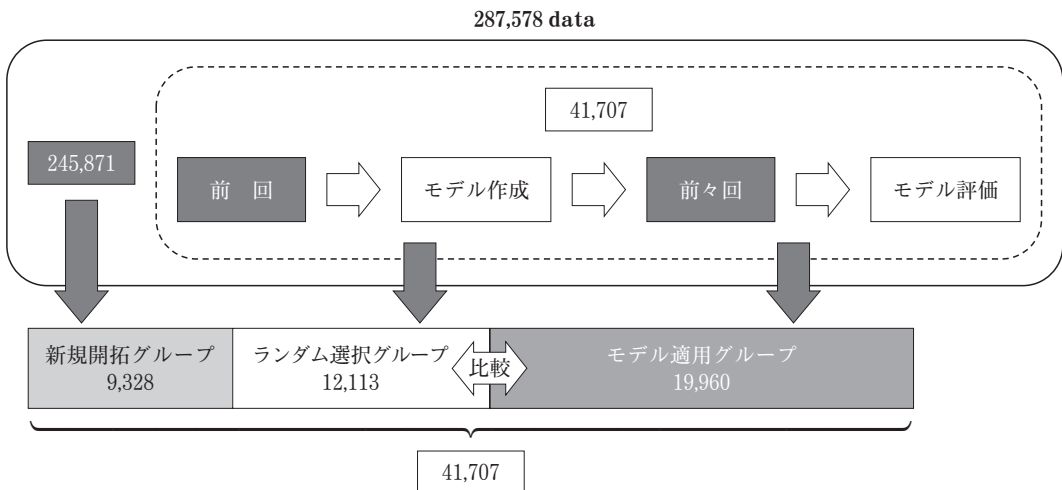 287,578 data
41,707
245,871
前　回
モデル作成
前々回
モデル評価
新規開拓グループ
9,328
ランダム選択グループ
12,113
比較
モデル適用グループ
19,960
41,707